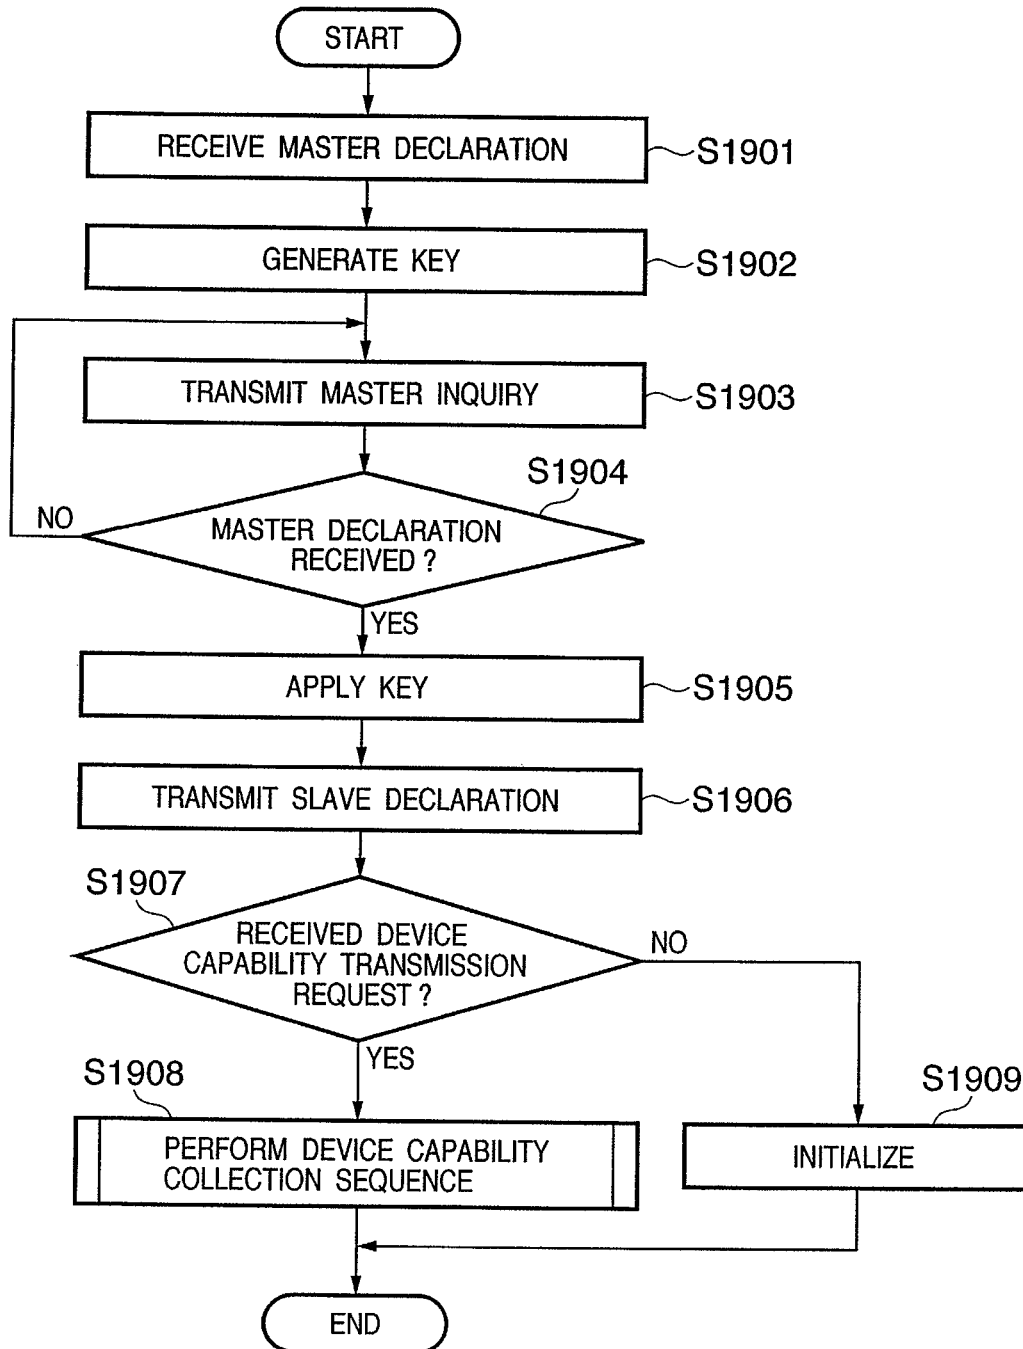 START
RECEIVE MASTER DECLARATION
S1901
GENERATE KEY
S1902
TRANSMIT MASTER INQUIRY
S1903
S1904
NO
MASTER DECLARATION
RECEIVED ?
YES
APPLY KEY
S1905
TRANSMIT SLAVE DECLARATION
S1906
S1907
RECEIVED DEVICE
CAPABILITY TRANSMISSION
REQUEST ?
NO
YES
S1908
S1909
PERFORM DEVICE CAPABILITY
COLLECTION SEQUENCE
INITIALIZE
END